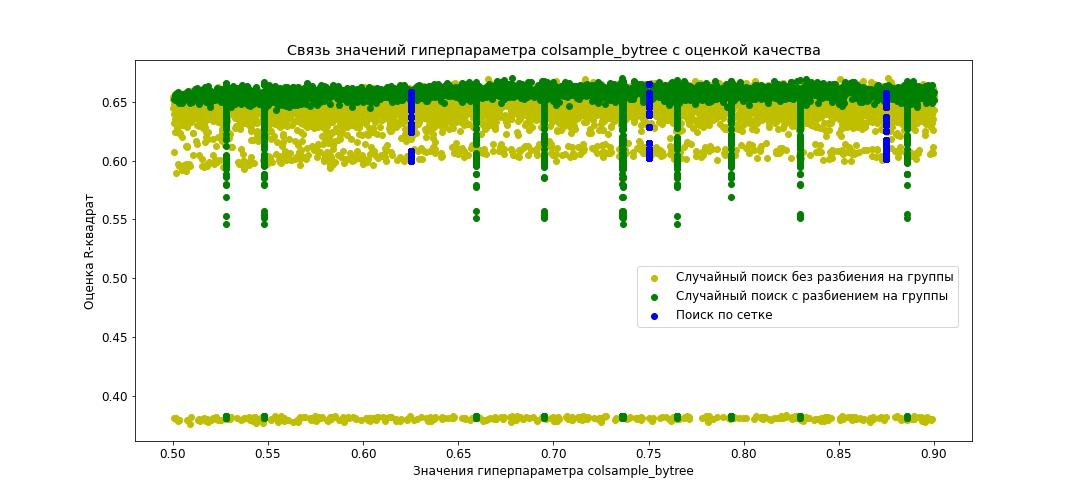 Связь значений гиперпараметра colsample_bytree с оценкой качества
0.65
0.60
0.55
0.50
0.45
0.40
Оценка R-квадрат
Случайный поиск без разбиения на группы
Случайный поиск с разбиением на группы
Поиск по сетке
0.50 0.55 0.60 0.65 0.70 0.75 0.80 0.85 0.90
Значения гиперпараметра colsample_bytree